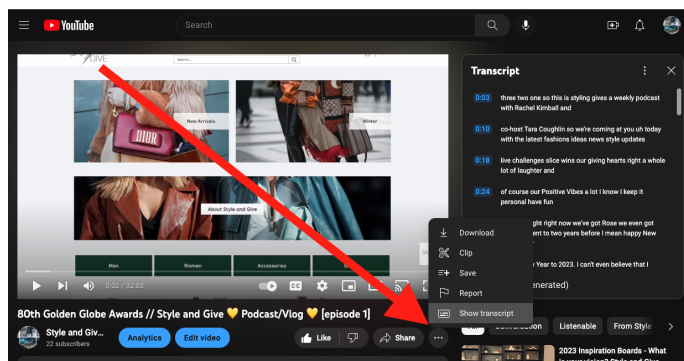 YouTube
Search
GIVE
Search...
New Arrivals
Winter
DIOR
About Style and Give
Men
Women
Accessories
0:02 / 32:02
CC
80th Golden Globe Awards // Style and Give 💛 Podcast/Vlog 💛 [episode 1]
Style and Giv...
22 subscribers
Analytics
Edit video
Like
Share
Transcript
0:03
three two one so this is styling gives a weekly podcast
with Rachel Kimball and
0:10
co-host Tara Coughlin so we're coming at you uh today
with the latest fashions ideas news style updates
0:18
live challenges slice wins our giving hearts right a whole
lot of laughter and
0:24
of course our Positive Vibes a lot I know I keep it
personal have fun
right now we've got Rose we even got
to two years before I mean happy New
Year to 2023. I can't even believe that I
Download
Clip
Save
Report
Show transcript
Listenable
From Style
2023 Inspiration Boards - What